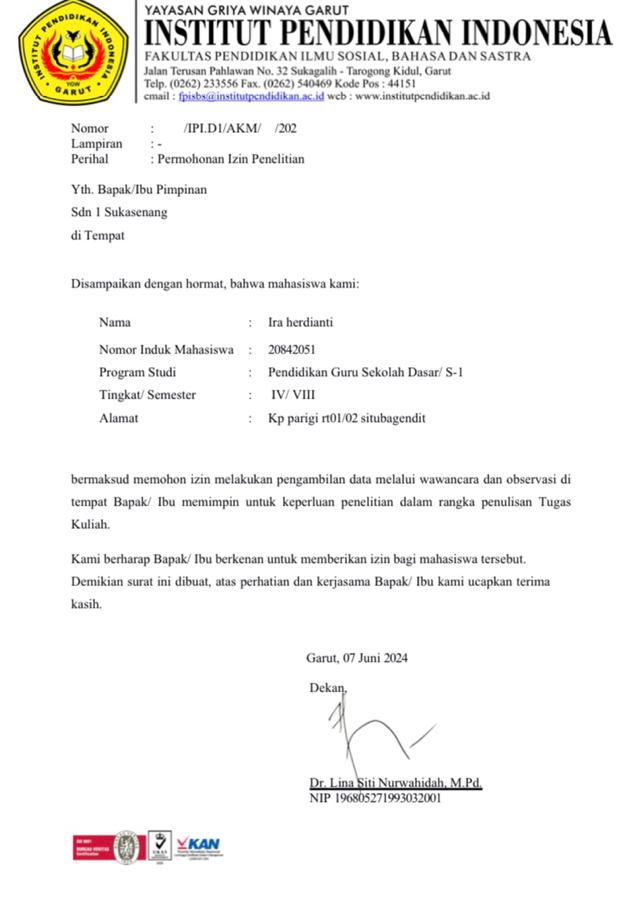 YAYASAN GRIYA WINAYA GARUT
INSTITUT PENDIDIKAN INDONESIA
FAKULTAS PENDIDIKAN ILMU SOSIAL, BAHASA DAN SASTRA
Jalan Terusan Pahlawan No. 32 Sukagalih - Tarogong Kidul, Garut
Telp. (0262) 233556 Fax. (0262) 540469 Kode Pos : 44151
email : fpisbs@institutpendidikan.ac.id web : www.institutpendidikan.ac.id
INSTITUT PENDIDIKAN INDONESIA
YGW
GARUT
Nomor : /IPI.D1/AKM/ /202
Lampiran : -
Perihal : Permohonan Izin Penelitian
Yth. Bapak/Ibu Pimpinan
Sdn 1 Sukasenang
di Tempat
Disampaikan dengan hormat, bahwa mahasiswa kami:
Nama : Ira herdianti
Nomor Induk Mahasiswa : 20842051
Program Studi : Pendidikan Guru Sekolah Dasar/ S-1
Tingkat/ Semester : IV/ VIII
Alamat : Kp parigi rt01/02 situbagendit
bermaksud memohon izin melakukan pengambilan data melalui wawancara dan observasi di
tempat Bapak/ Ibu memimpin untuk keperluan penelitian dalam rangka penulisan Tugas
Kuliah.
Kami berharap Bapak/ Ibu berkenan untuk memberikan izin bagi mahasiswa tersebut.
Demikian surat ini dibuat, atas perhatian dan kerjasama Bapak/ Ibu kami ucapkan terima
kasih.
Garut, 07 Juni 2024
Dekan,
Dr. Lina Siti Nurwahidah, M.Pd.
NIP 196805271993032001
ISO 9001
BUREAU VERITAS
Certification
UKAS
KAN